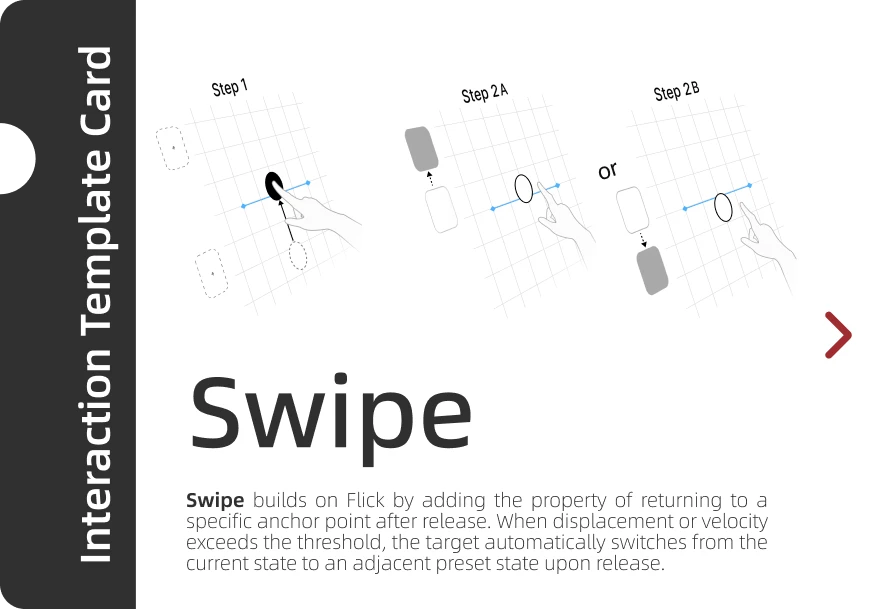 Interaction Template Card
Step 1
Step 2A
or
Step 2B
Swipe
Swipe builds on Flick by adding the property of returning to a
specific anchor point after release. When displacement or velocity
exceeds the threshold, the target automatically switches from the
current state to an adjacent preset state upon release.